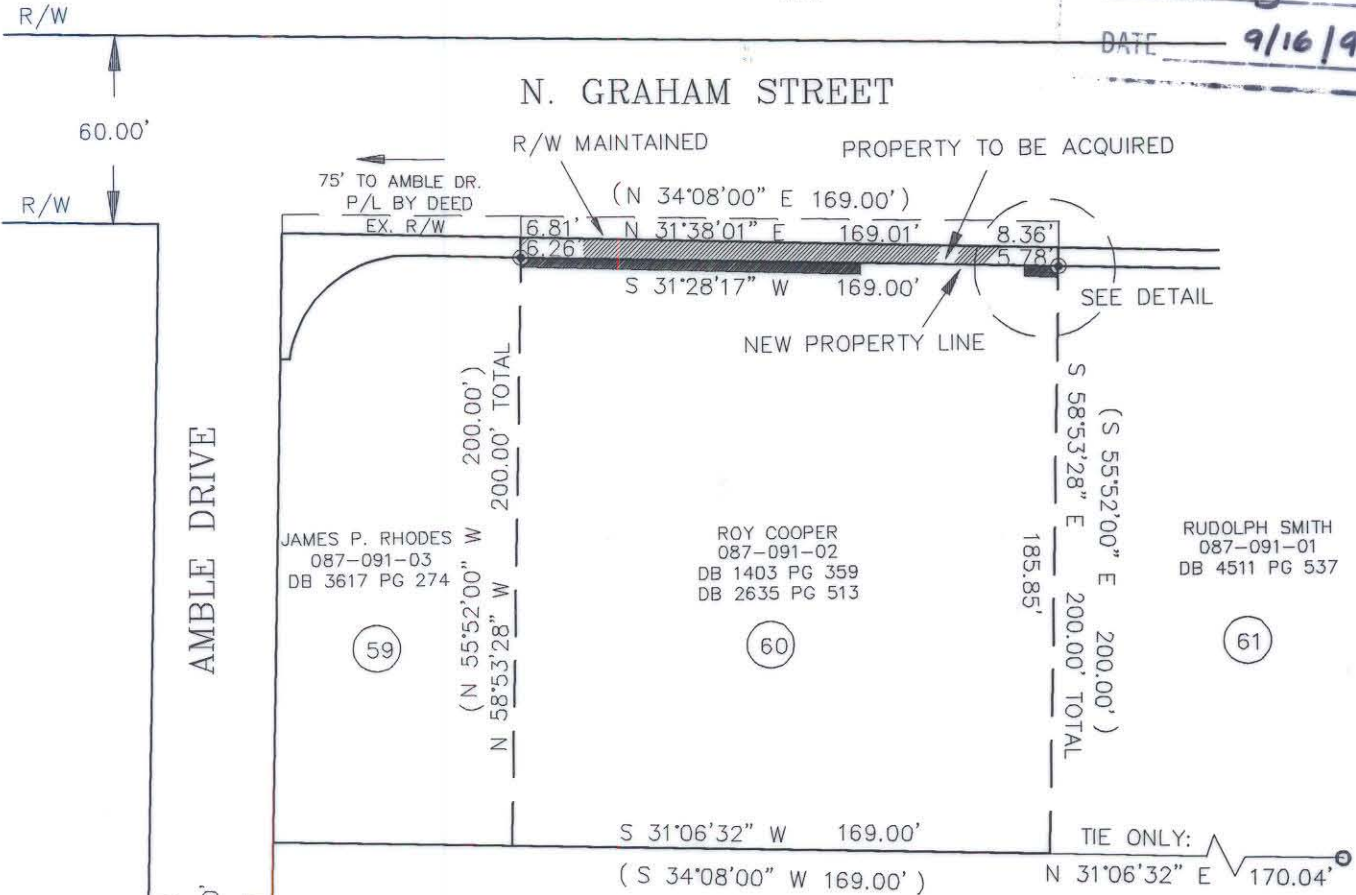 R/W
DATE 9/16/9
N. GRAHAM STREET
60.00'
R/W MAINTAINED
PROPERTY TO BE ACQUIRED
75' TO AMBLE DR.
P/L BY DEED
EX. R/W
R/W
(N 34°08'00" E 169.00')
6.81' N 31°38'01" E 169.01' 8.36'
6.26' 5.78'
S 31°28'17" W 169.00'
SEE DETAIL
NEW PROPERTY LINE
AMBLE DRIVE
JAMES P. RHODES
087-091-03
DB 3617 PG 274
59
(N 55°52'00" W 200.00')
N 58°53'28" W 200.00' TOTAL
ROY COOPER
087-091-02
DB 1403 PG 359
DB 2635 PG 513
60
185.85'
S 58°53'28" E 200.00' TOTAL
(S 55°52'00" E 200.00')
RUDOLPH SMITH
087-091-01
DB 4511 PG 537
61
S 31°06'32" W 169.00'
(S 34°08'00" W 169.00')
TIE ONLY:
N 31°06'32" E 170.04'